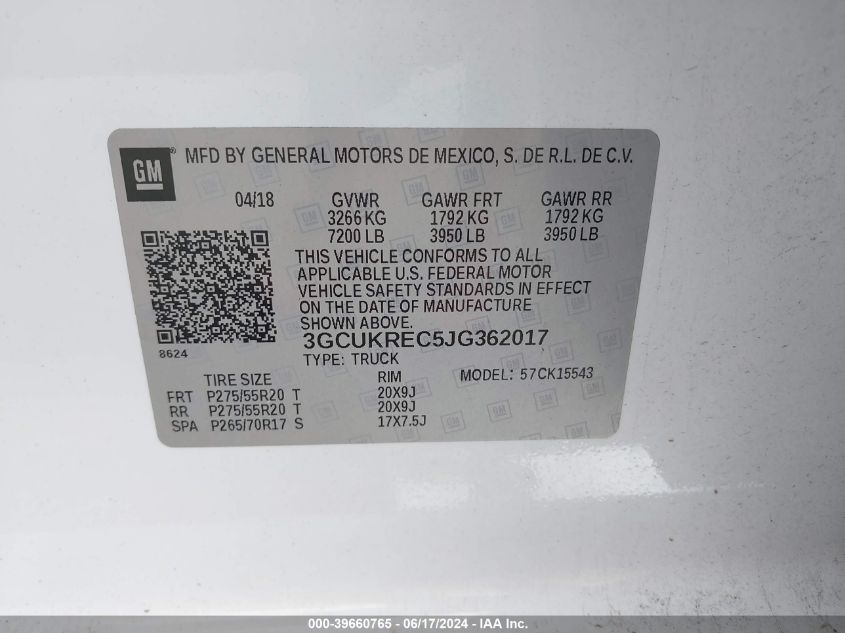 GM® MFD BY GENERAL MOTORS DE MEXICO, S. DE R.L. DE C.V.
04/18 GVWR GAWR FRT GAWR RR
3266 KG 1792 KG 1792 KG
7200 LB 3950 LB 3950 LB
THIS VEHICLE CONFORMS TO ALL
APPLICABLE U.S. FEDERAL MOTOR
VEHICLE SAFETY STANDARDS IN EFFECT
ON THE DATE OF MANUFACTURE
SHOWN ABOVE.
8624 3GCUKREC5JG362017
TYPE: TRUCK
TIRE SIZE RIM MODEL: 57CK15543
FRT P275/55R20 T 20X9J
RR P275/55R20 T 20X9J
SPA P265/70R17 S 17X7.5J
000-39660765 - 06/17/2024 - IAA Inc.